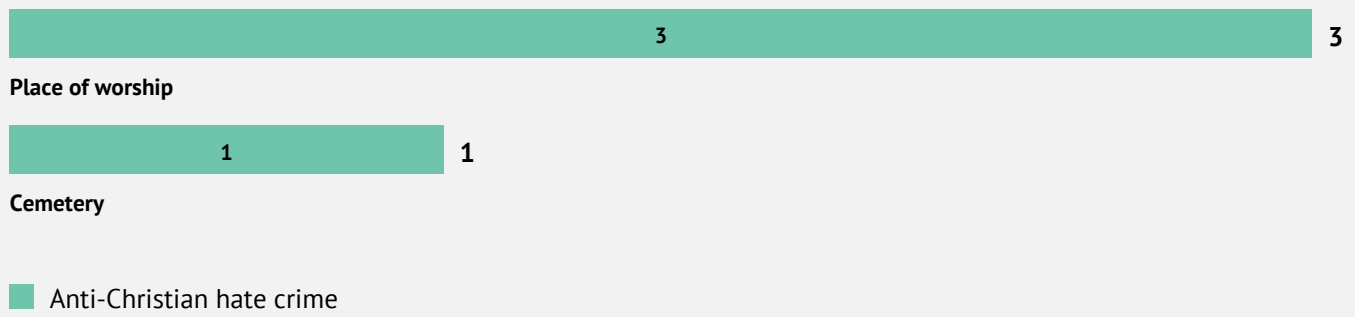 3 3
Place of worship
1 1
Cemetery
Anti-Christian hate crime